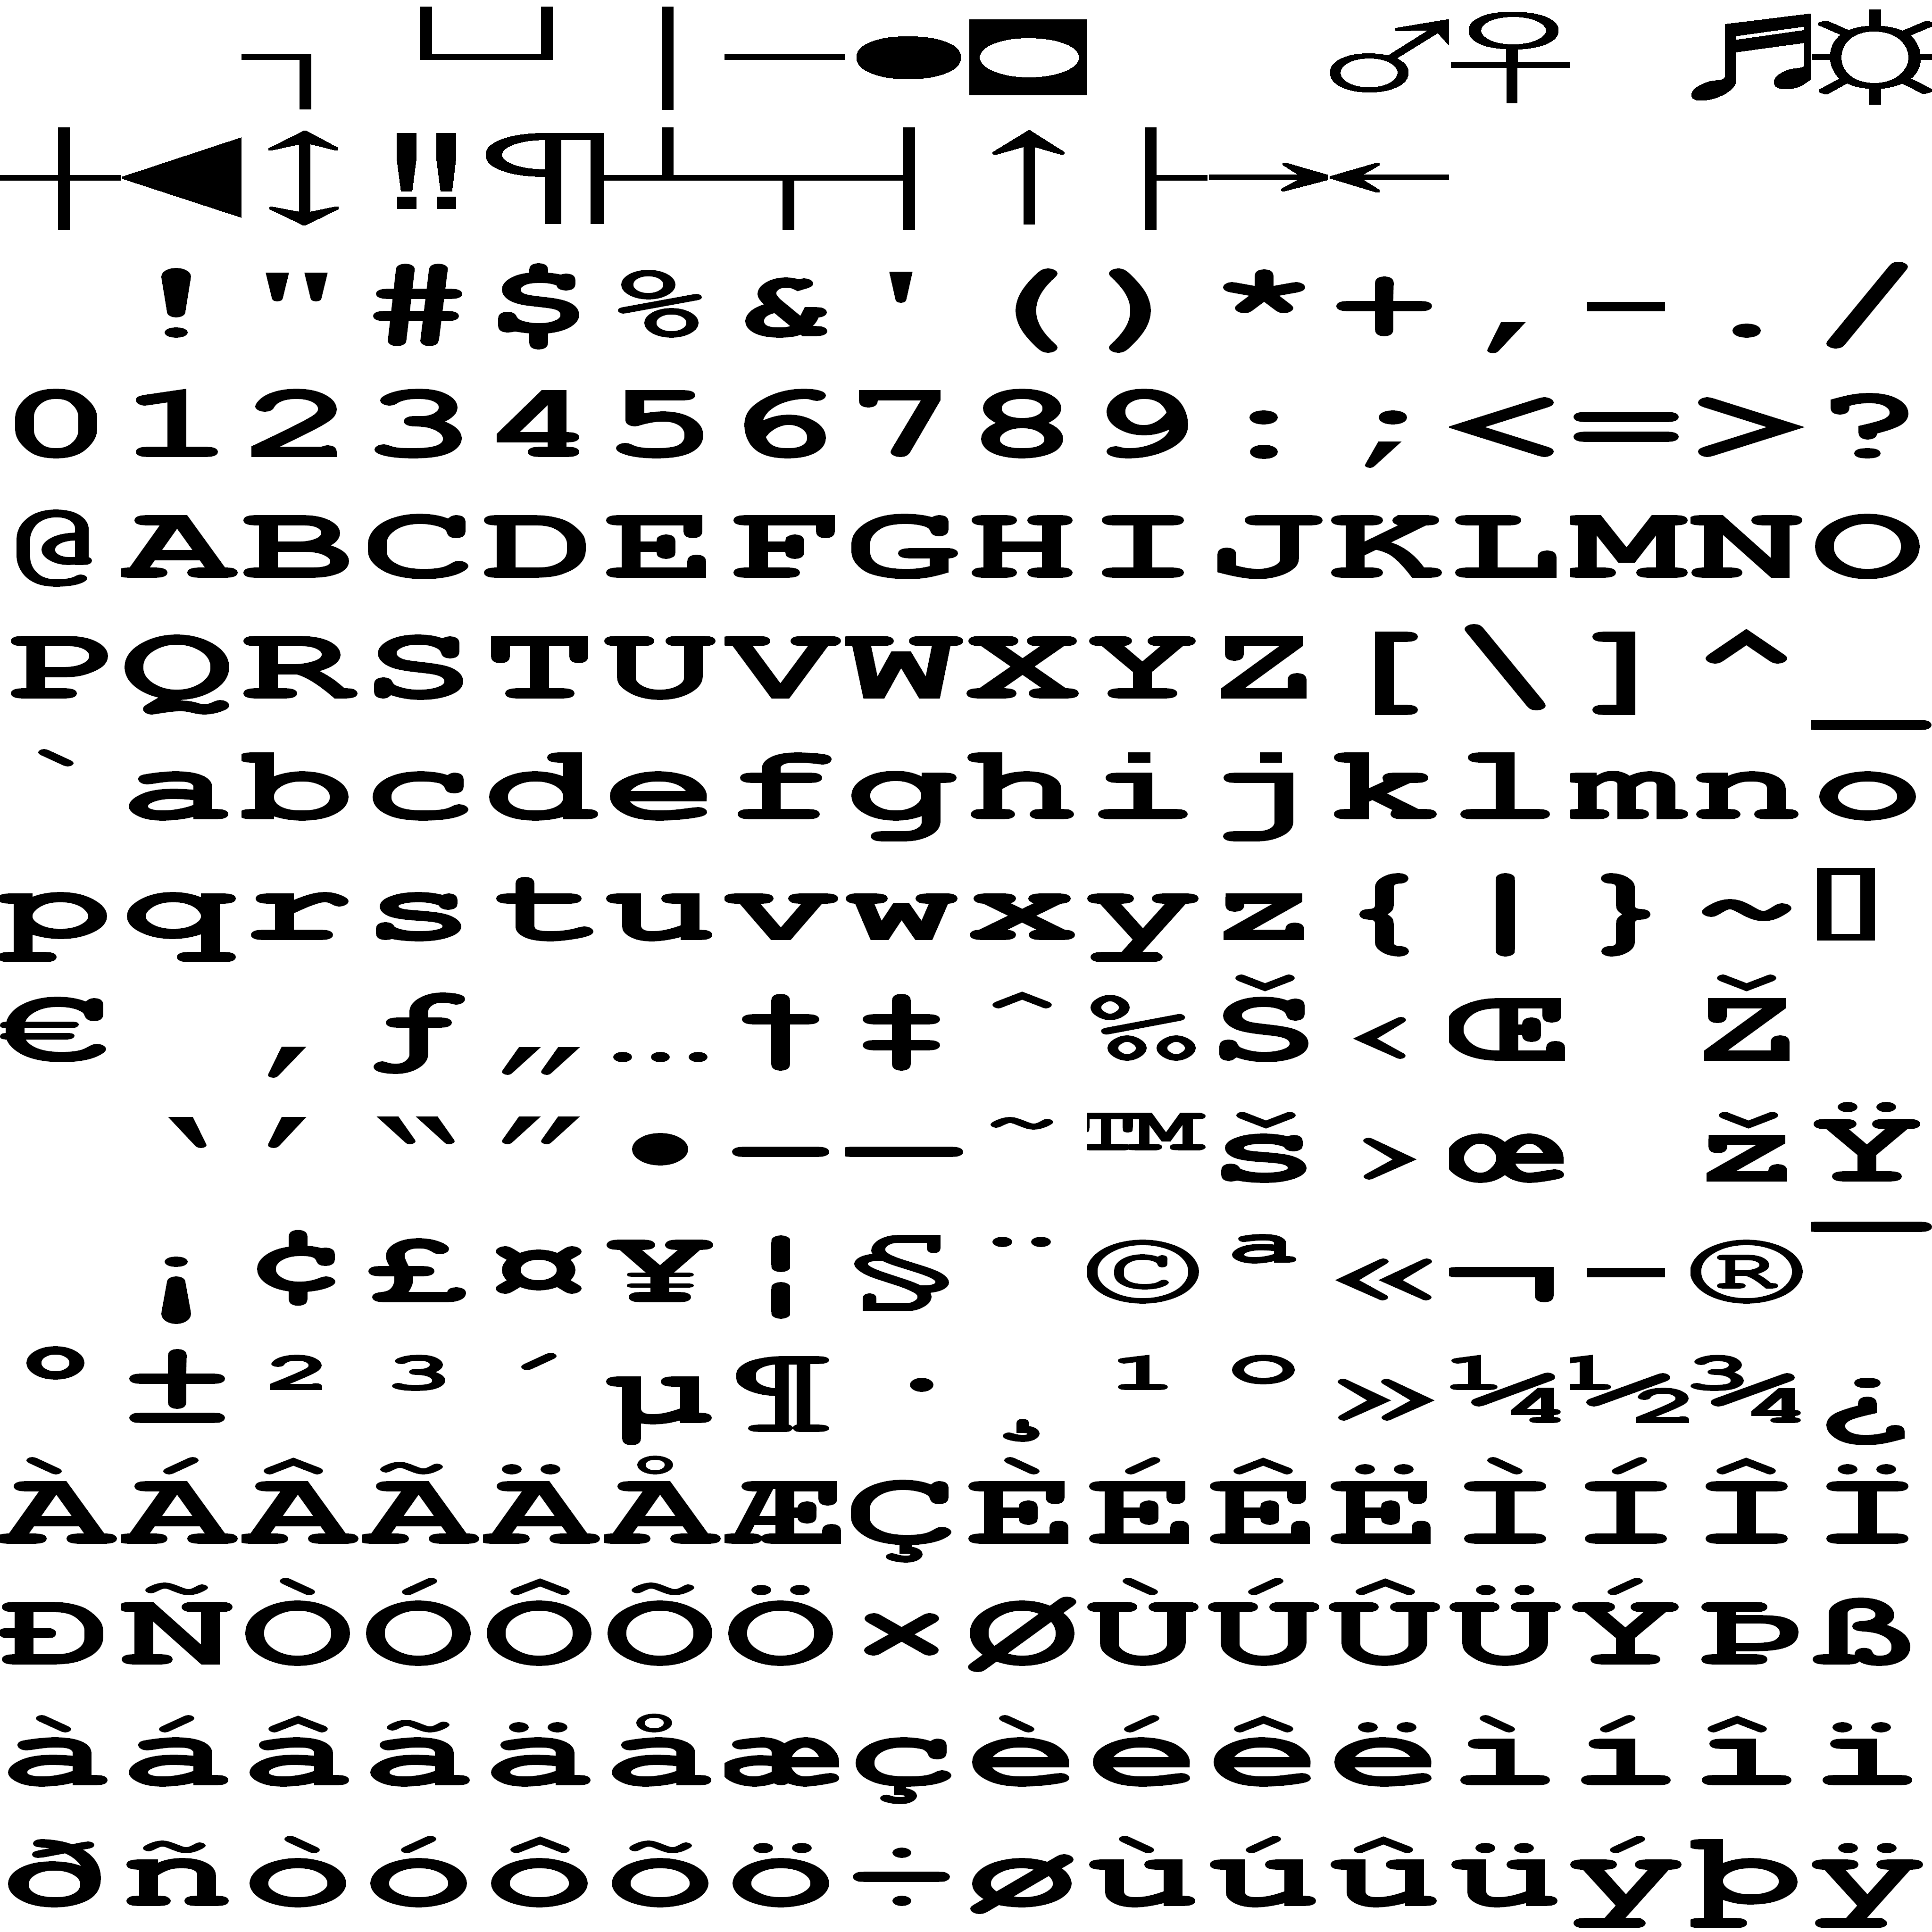 ┐ └ ┘ │ ─ ● ◘ ♂ ♀ ♫ ☼
┼ ◄ ↕ ‼ ¶ ┴ ┬ ┤ ↑ ├ → ←
! " # $ % & ' ( ) * + , - . /
0 1 2 3 4 5 6 7 8 9 : ; < = > ?
@ A B C D E F G H I J K L M N O
P Q R S T U V W X Y Z [ \ ] ^ _
` a b c d e f g h i j k l m n o
p q r s t u v w x y z { | } ~ ▯
€ ‚ ƒ „ … † ‡ ˆ ‰ Š ‹ Œ Ž
‘ ’ “ ” • – — ˜ ™ š › œ ž Ÿ
¡ ¢ £ ¤ ¥ ¦ § ¨ © ª « ¬ - ® ¯
° ± ² ³ ´ µ ¶ · ¸ ¹ º » ¼ ½ ¾ ¿
À Á Â Ã Ä Å Æ Ç È É Ê Ë Ì Í Î Ï
Ð Ñ Ò Ó Ô Õ Ö × Ø Ù Ú Û Ü Ý Þ ß
à á â ã ä å æ ç è é ê ë ì í î ï
ð ñ ò ó ô õ ö ÷ ø ù ú û ü ý þ ÿ